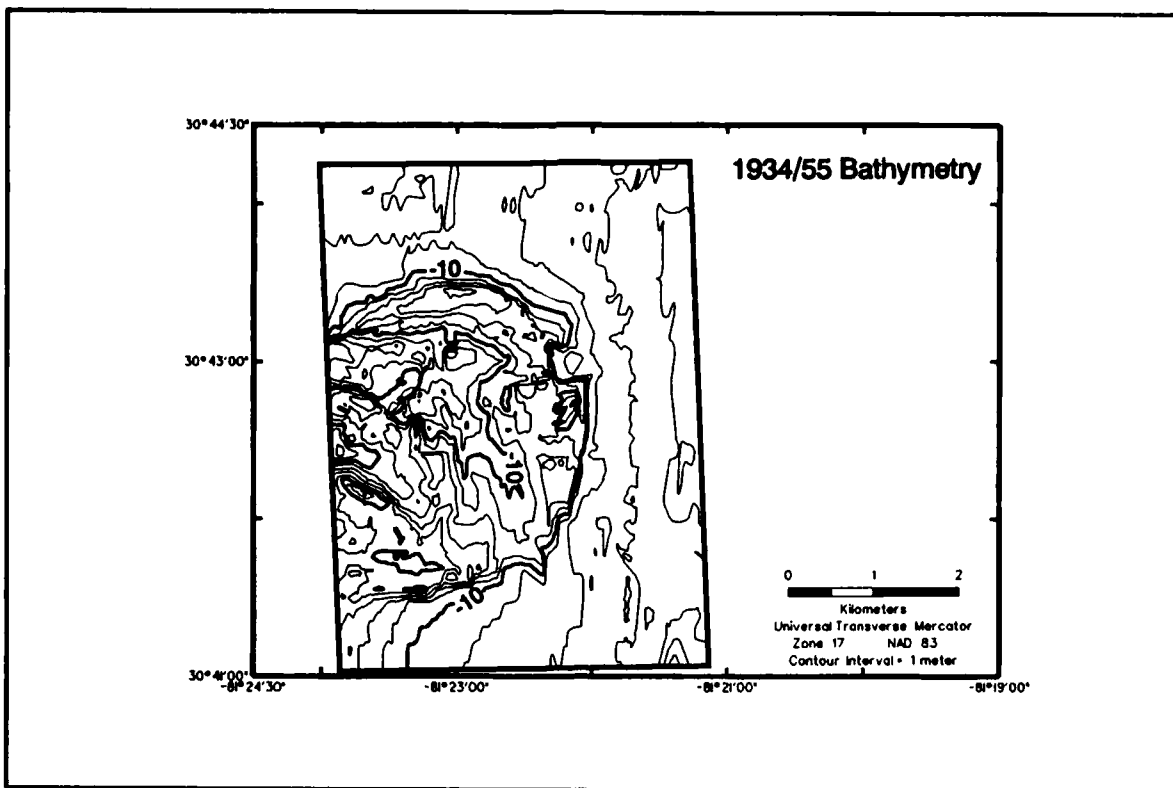 30°44'30"
1934/55 Bathymetry
-10
30°43'00"
-10
0 1 2
Kilometers
Universal Transverse Mercator
Zone 17 NAD 83
Contour Interval = 1 meter
-10
30°41'00"
-81°24'30" -81°23'00" -81°21'00" -81°19'00"